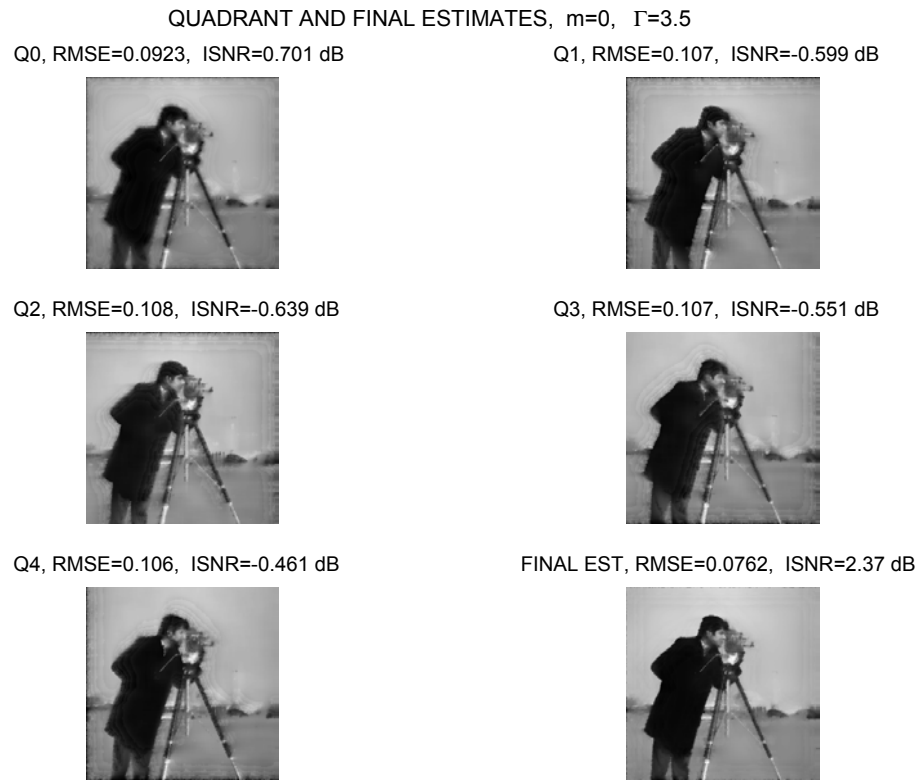 QUADRANT AND FINAL ESTIMATES, m=0, Γ=3.5
Q0, RMSE=0.0923, ISNR=0.701 dB
Q1, RMSE=0.107, ISNR=-0.599 dB
Q2, RMSE=0.108, ISNR=-0.639 dB
Q3, RMSE=0.107, ISNR=-0.551 dB
Q4, RMSE=0.106, ISNR=-0.461 dB
FINAL EST, RMSE=0.0762, ISNR=2.37 dB